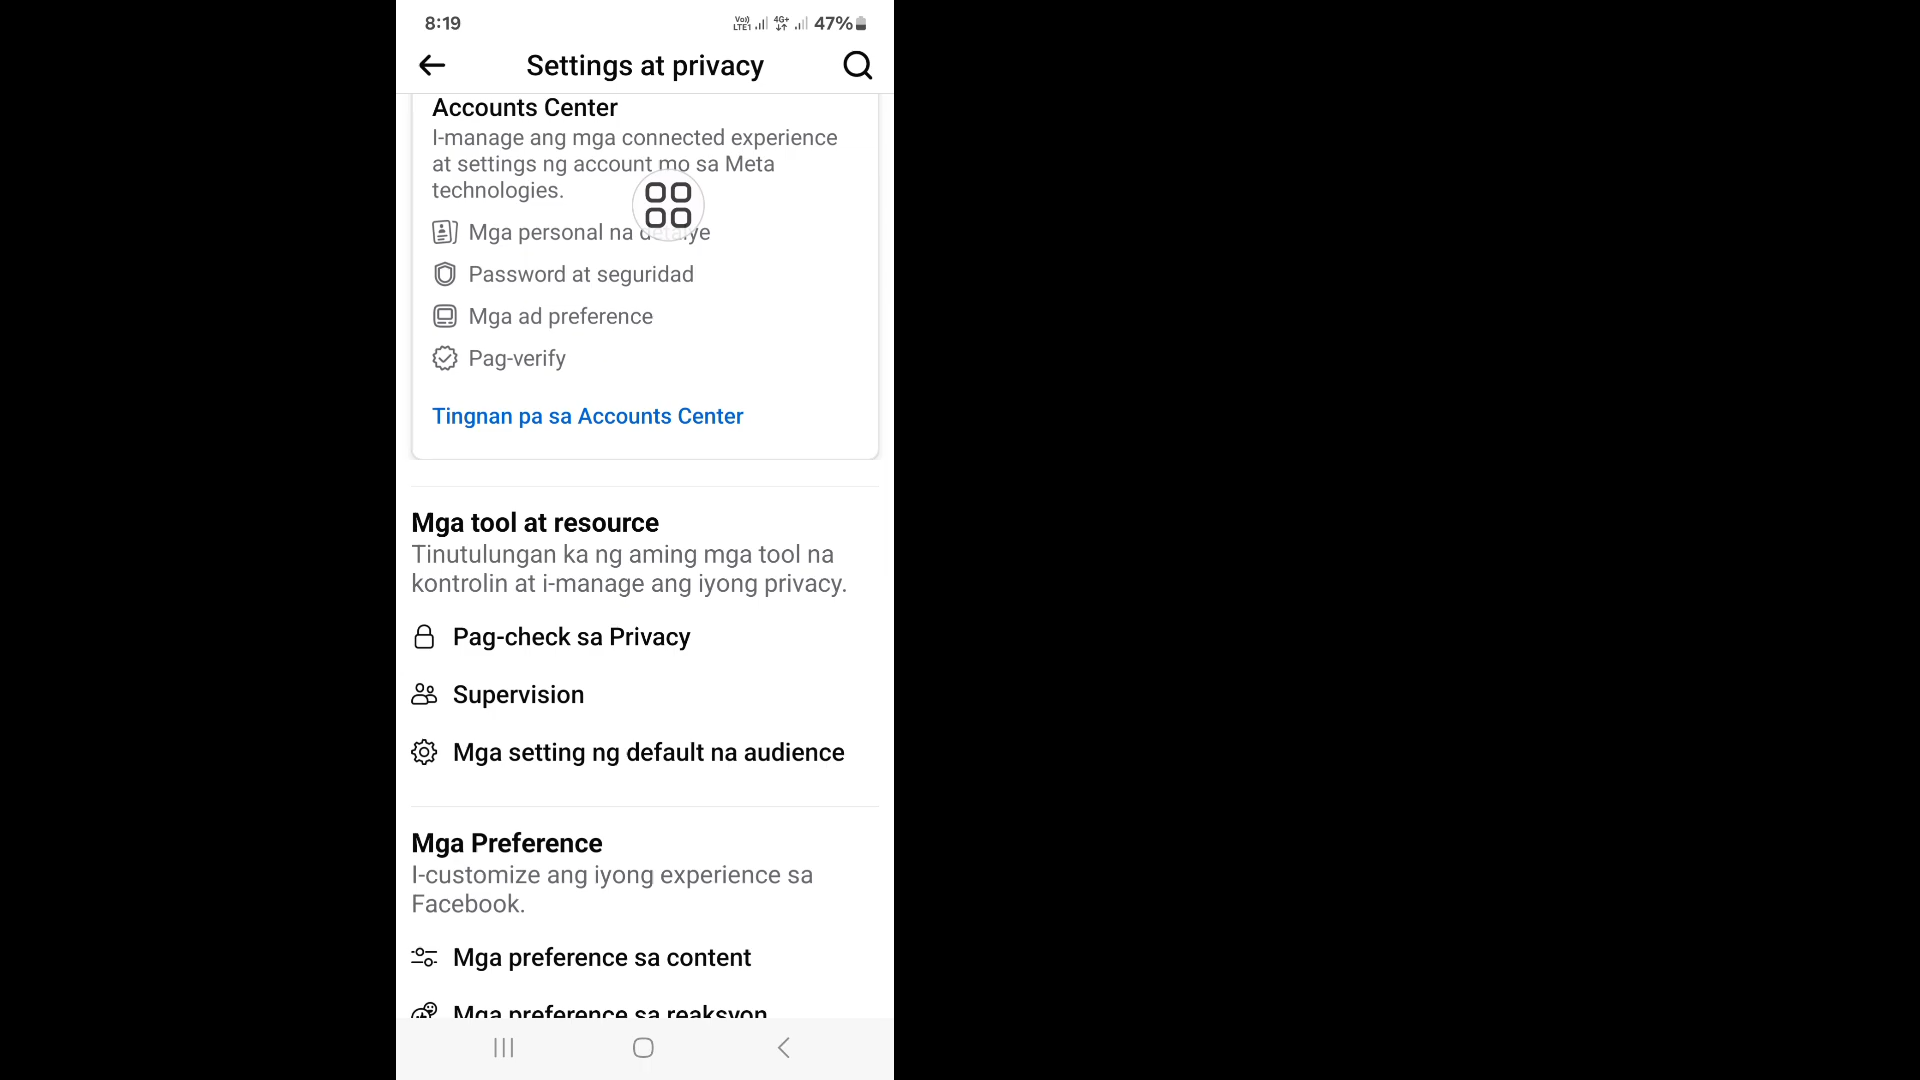 8:19
Vo)) LTE1 4G+ 47%
Settings at privacy
Accounts Center
I-manage ang mga connected experience
at settings ng account mo sa Meta
technologies.
Mga personal na detalye
Password at seguridad
Mga ad preference
Pag-verify
Tingnan pa sa Accounts Center
Mga tool at resource
Tinutulungan ka ng aming mga tool na
kontrolin at i-manage ang iyong privacy.
Pag-check sa Privacy
Supervision
Mga setting ng default na audience
Mga Preference
I-customize ang iyong experience sa
Facebook.
Mga preference sa content
Mga preference sa reaksyon